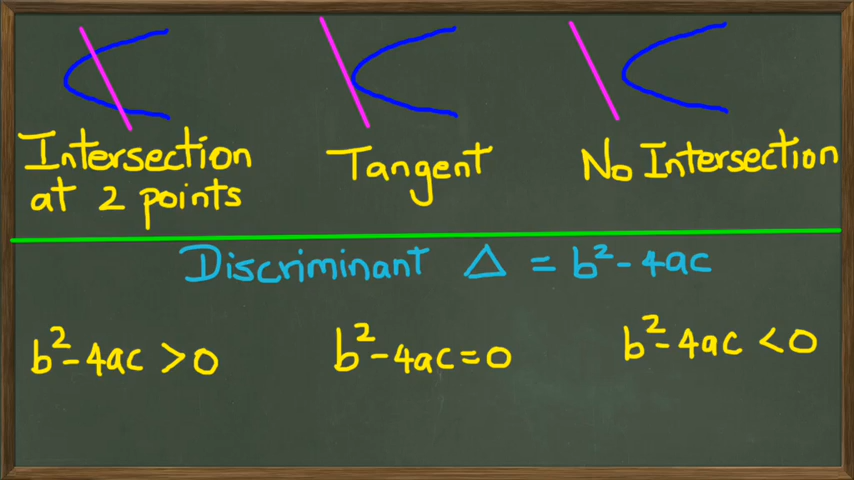 Intersection
at 2 points
Tangent
No Intersection
Discriminant Δ = b²-4ac
b²-4ac > 0
b²-4ac = 0
b²-4ac < 0